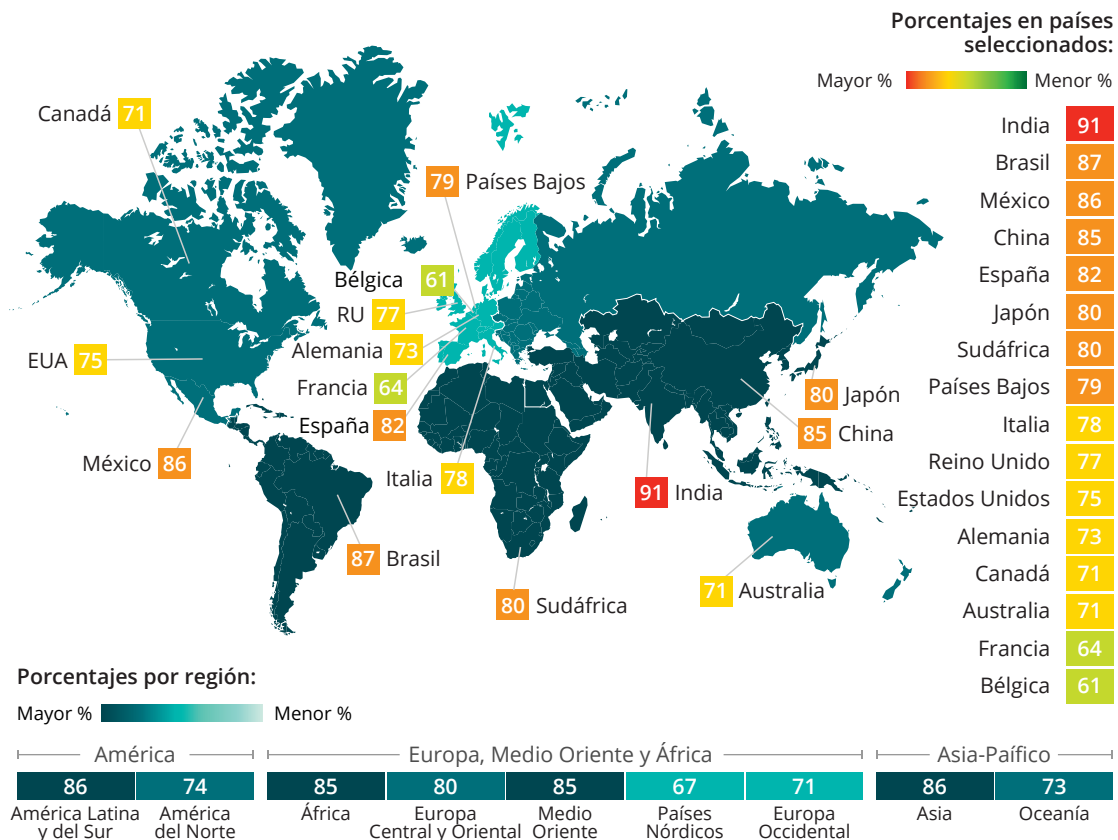 Porcentajes en países
seleccionados:
Mayor % Menor %
India 91
Brasil 87
México 86
China 85
España 82
Japón 80
Sudáfrica 80
Países Bajos 79
Italia 78
Reino Unido 77
Estados Unidos 75
Alemania 73
Canadá 71
Australia 71
Francia 64
Bélgica 61
Canadá 71
79 Países Bajos
Bélgica 61
RU 77
Alemania 73
EUA 75
Francia 64
España 82
México 86
Italia 78
80 Japón
85 China
91 India
87 Brasil
80 Sudáfrica
71 Australia
Porcentajes por región:
Mayor % Menor %
América
86 74
América Latina
y del Sur
América
del Norte
Europa, Medio Oriente y África
85 80 85 67 71
África
Europa
Central y Oriental
Medio
Oriente
Países
Nórdicos
Europa
Occidental
Asia-Paífico
86 73
Asia
Oceanía